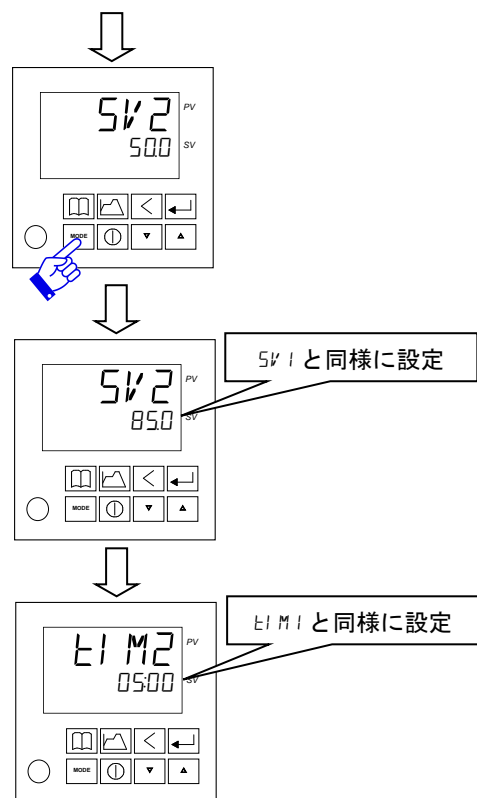 SV2 PV
50.0 SV
MODE
SV1と同様に設定
SV2 PV
85.0 SV
MODE
tIM1と同様に設定
tIM2 PV
05:00 SV
MODE